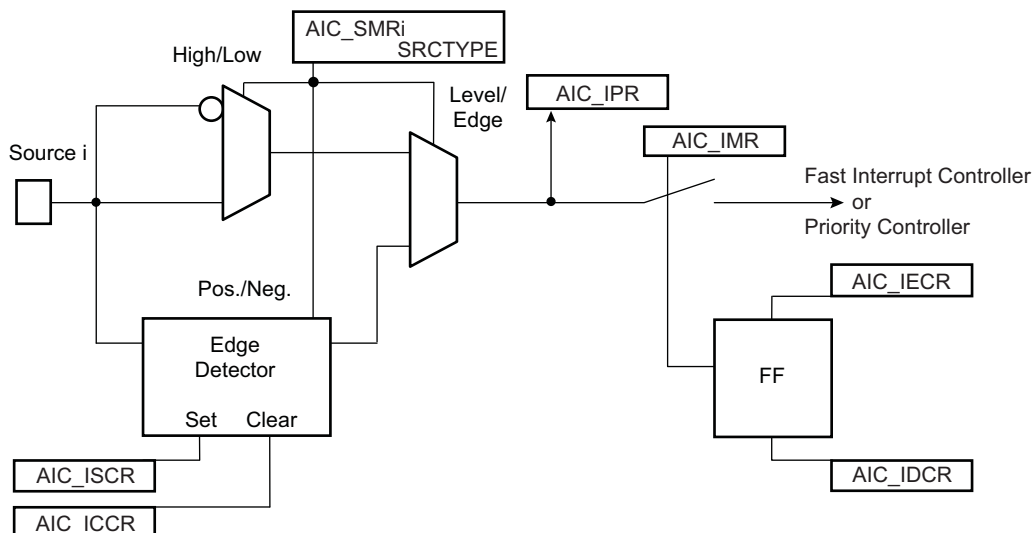 AIC_SMRi
SRCTYPE
High/Low
Level/
Edge
AIC_IPR
AIC_IMR
Source i
Fast Interrupt Controller
or
Priority Controller
Pos./Neg.
AIC_IECR
Edge
Detector
FF
Set Clear
AIC_ISCR
AIC_IDCR
AIC_ICCR